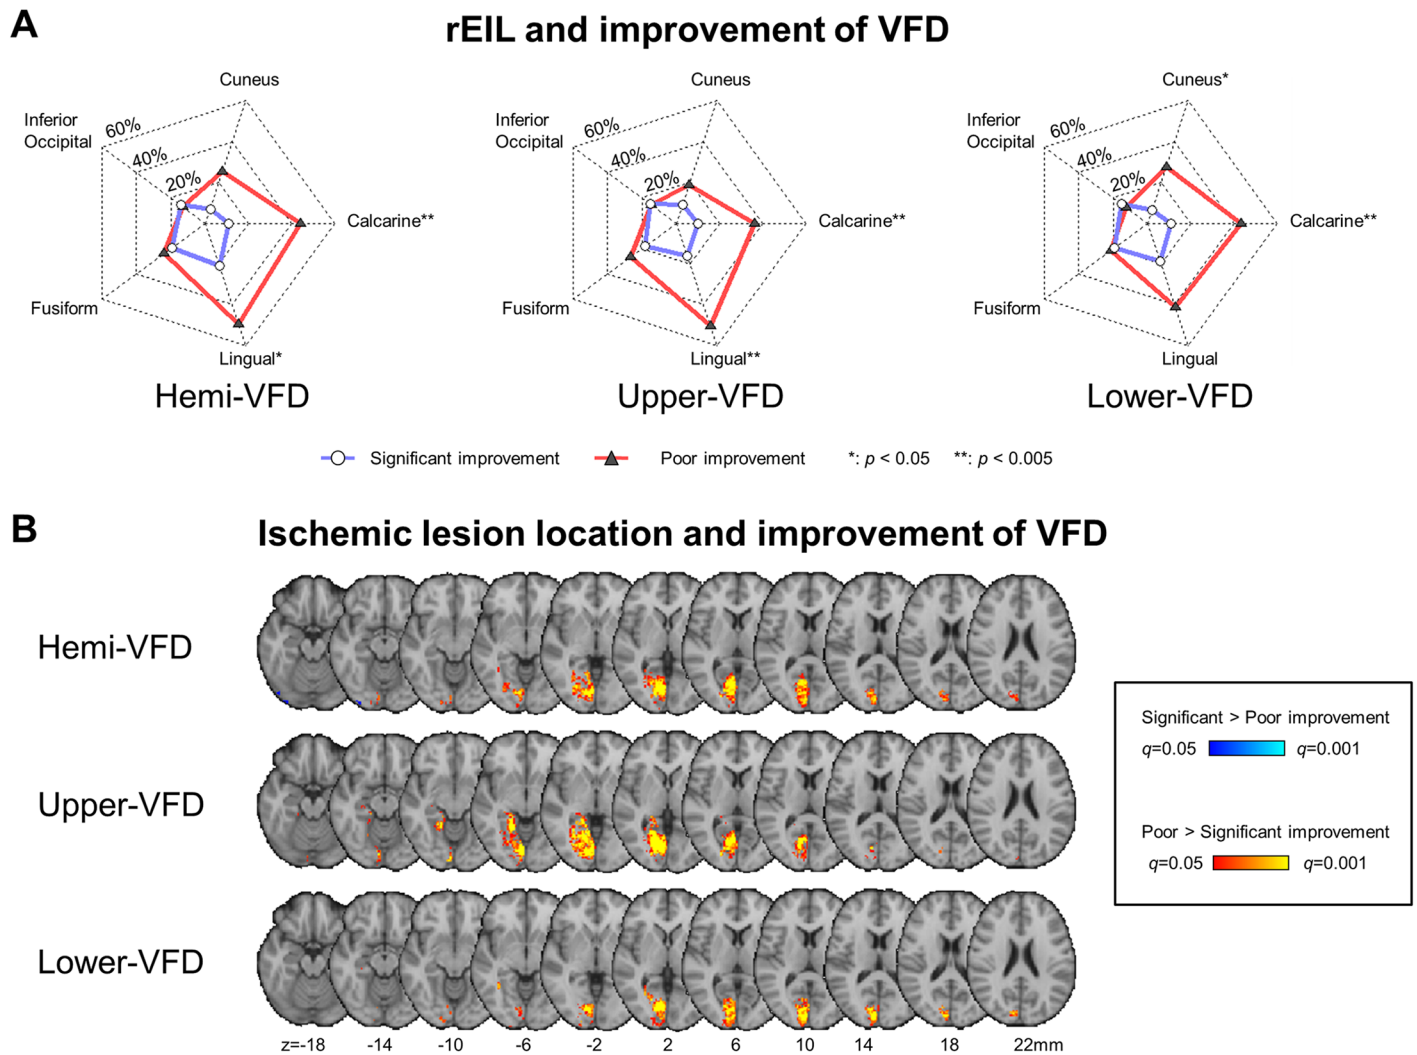 A
rEIL and improvement of VFD
Cuneus
Inferior
Occipital
60%
40%
20%
Calcarine**
Fusiform
Lingual*
Hemi-VFD
Cuneus
Inferior
Occipital
60%
40%
20%
Calcarine**
Fusiform
Lingual**
Upper-VFD
Cuneus*
Inferior
Occipital
60%
40%
20%
Calcarine**
Fusiform
Lingual
Lower-VFD
Significant improvement
Poor improvement
*: p < 0.05
**: p < 0.005
B
Ischemic lesion location and improvement of VFD
Hemi-VFD
Upper-VFD
Lower-VFD
z=-18 -14 -10 -6 -2 2 6 10 14 18 22mm
Significant > Poor improvement
q=0.05 q=0.001
Poor > Significant improvement
q=0.05 q=0.001